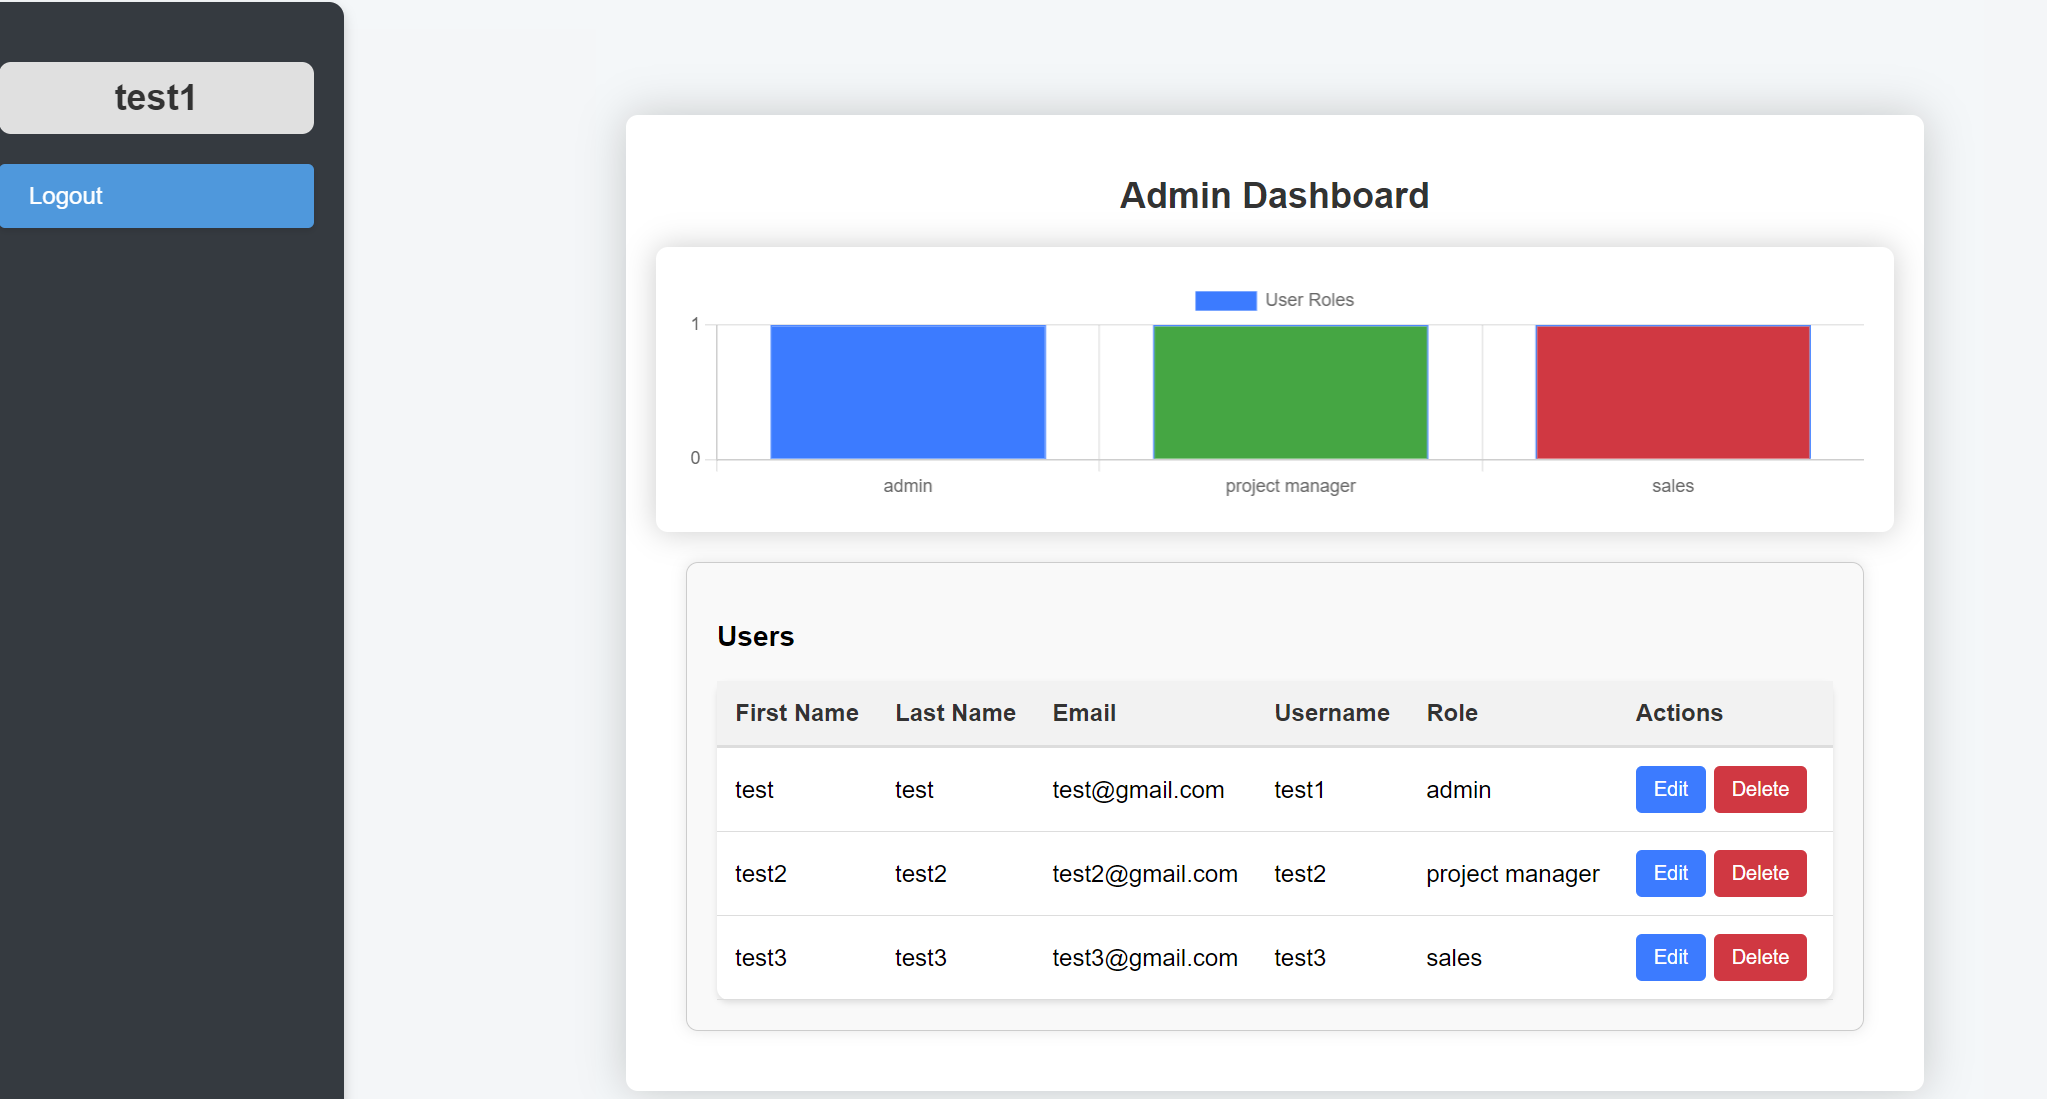 test1
Logout
Admin Dashboard
User Roles
1
0
admin project manager sales
Users
First Name Last Name Email Username Role Actions
test test test@gmail.com test1 admin Edit Delete
test2 test2 test2@gmail.com test2 project manager Edit Delete
test3 test3 test3@gmail.com test3 sales Edit Delete